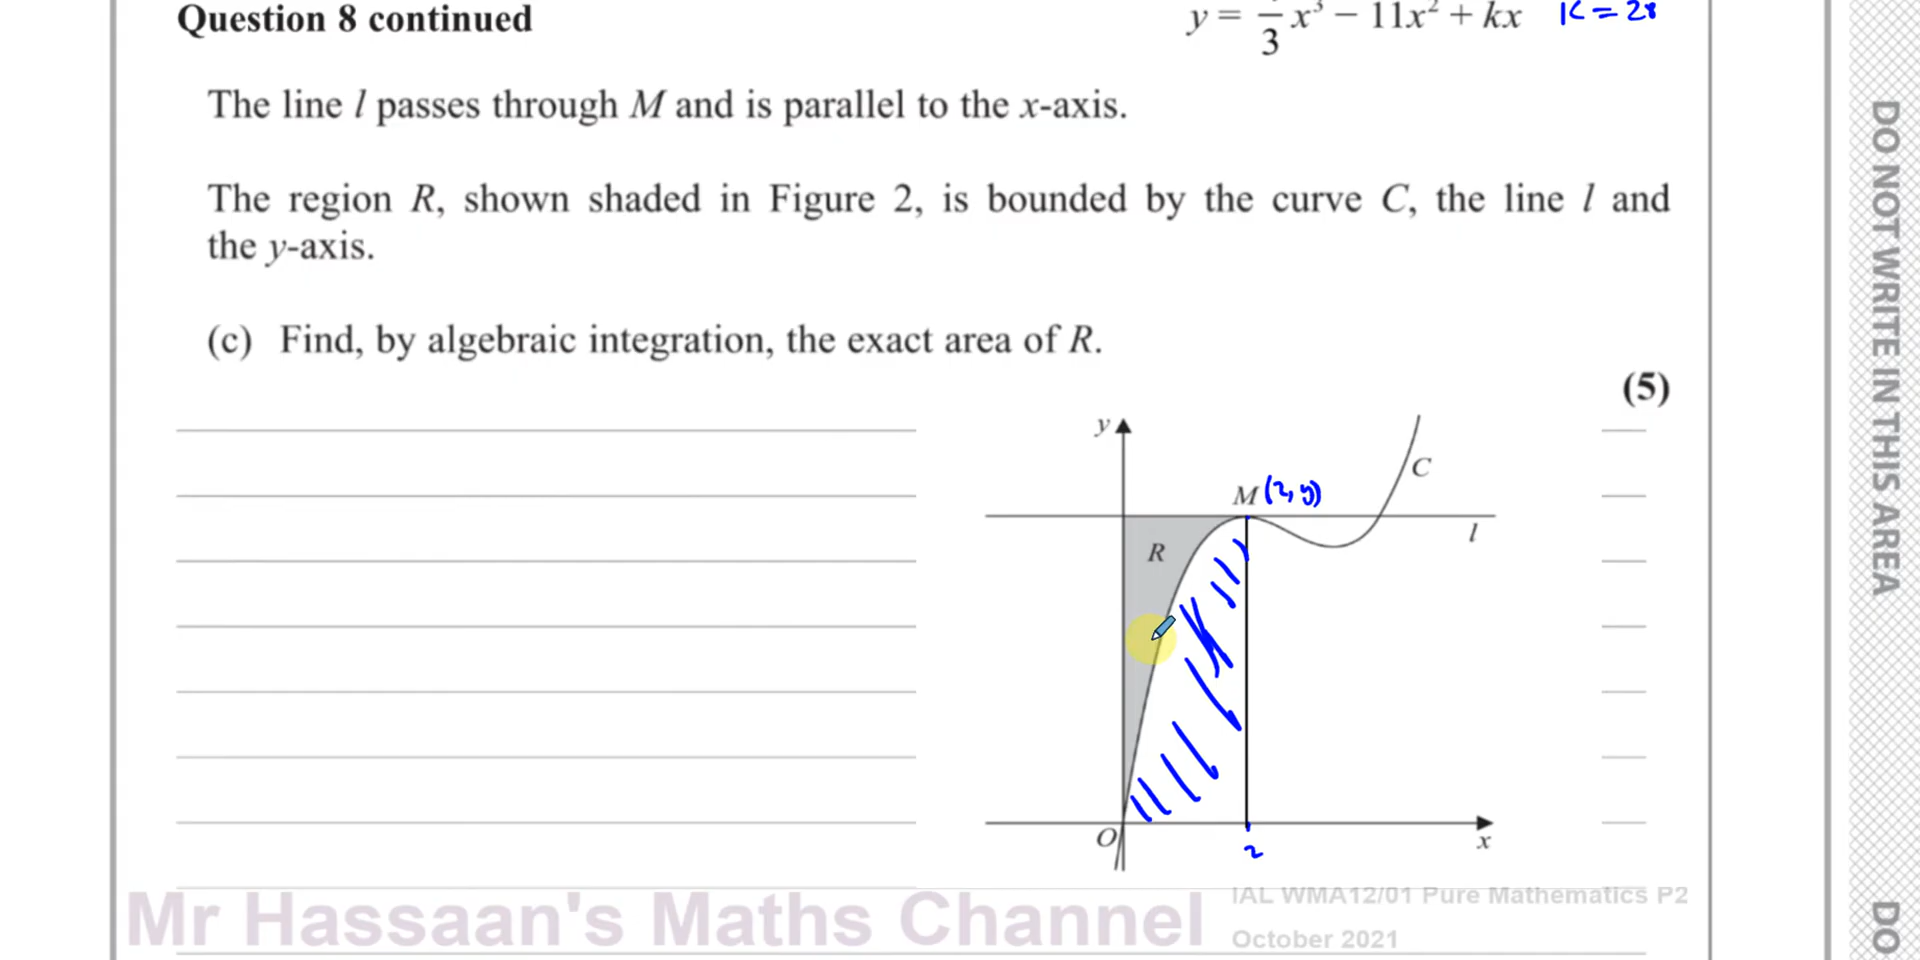 Question 8 continued
y = — x³ − 11x² + kx K = 28
3
The line l passes through M and is parallel to the x-axis.
The region R, shown shaded in Figure 2, is bounded by the curve C, the line l and
the y-axis.
(c) Find, by algebraic integration, the exact area of R.
(5)
y
C
M (2, y)
l
R
O
2
x
Mr Hassaan's Maths Channel
IAL WMA12/01 Pure Mathematics P2
October 2021
DO NOT WRITE IN THIS AREA
DO